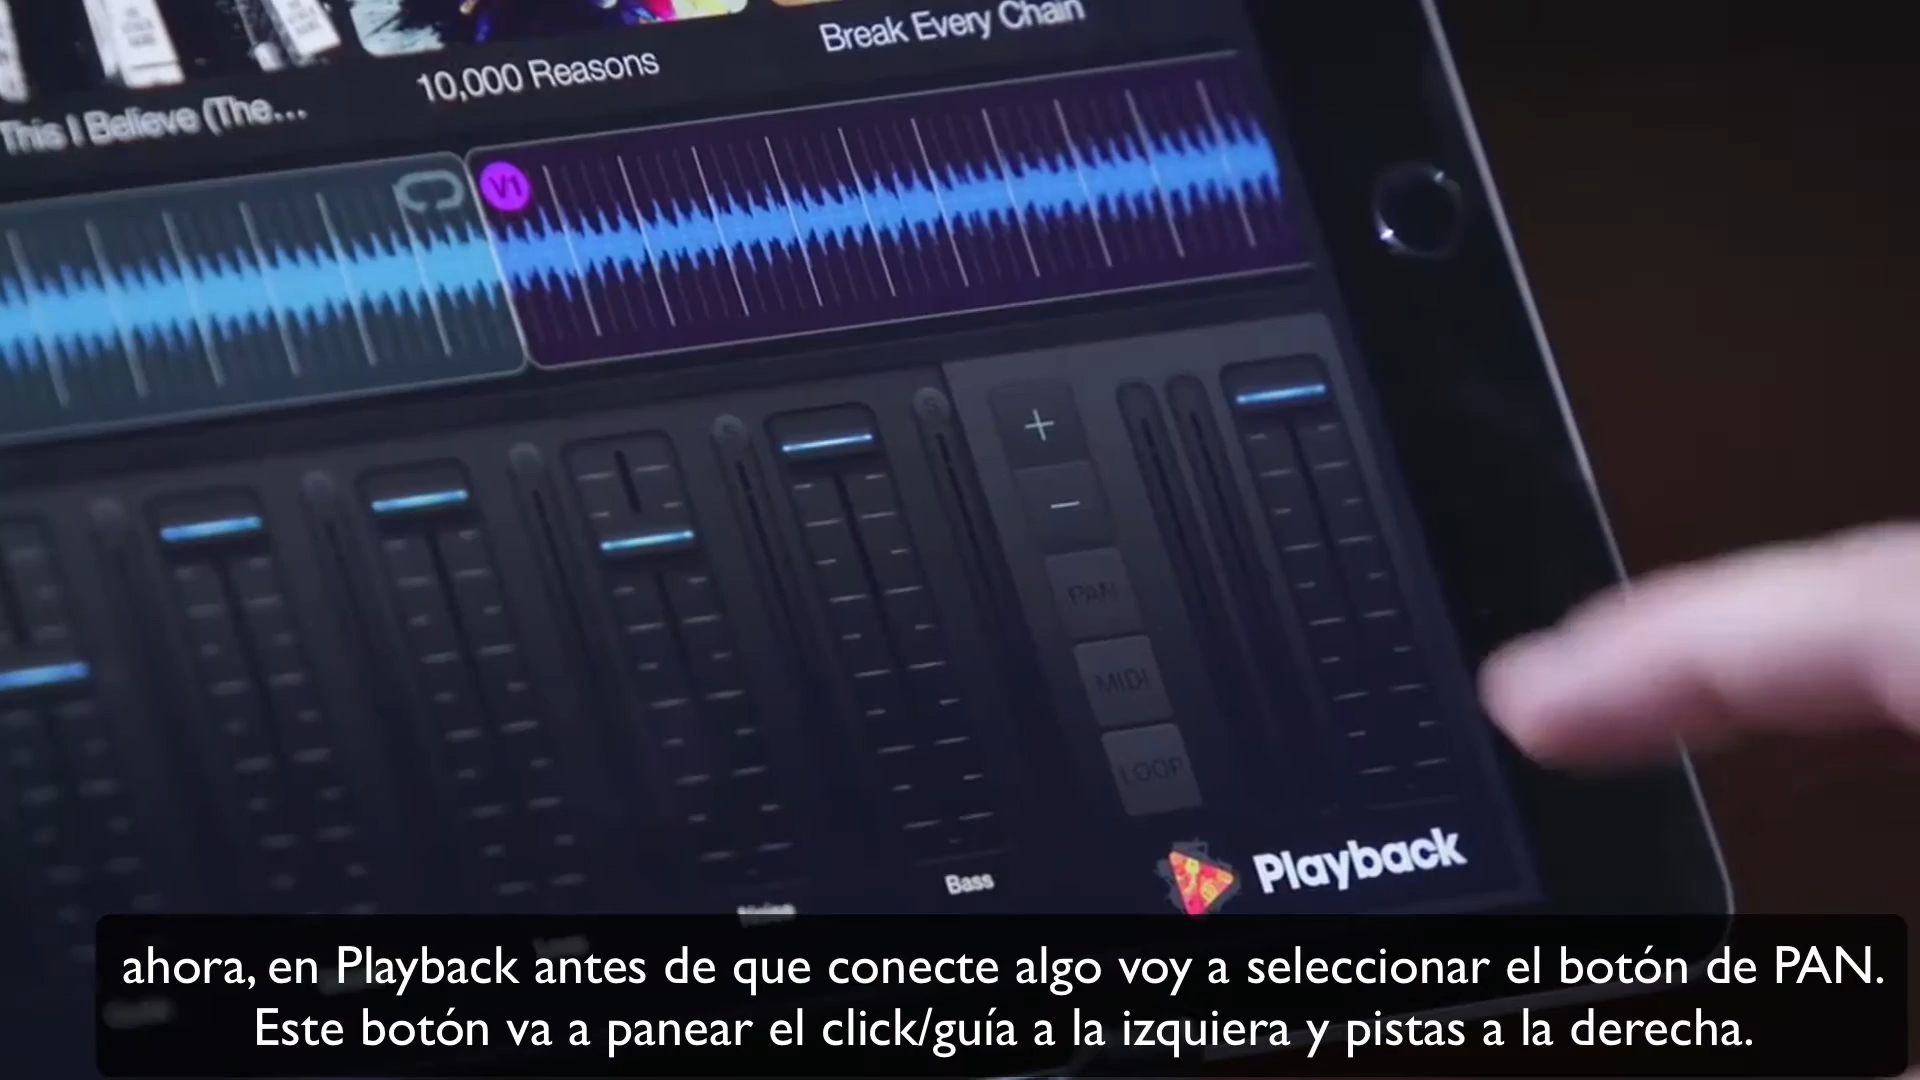 Break Every Chain
10,000 Reasons
This I Believe (The...
V1
S
S
+
−
PAN
MIDI
LOOP
Playback
Bass
ahora, en Playback antes de que conecte algo voy a seleccionar el botón de PAN.
Este botón va a panear el click/guía a la izquiera y pistas a la derecha.